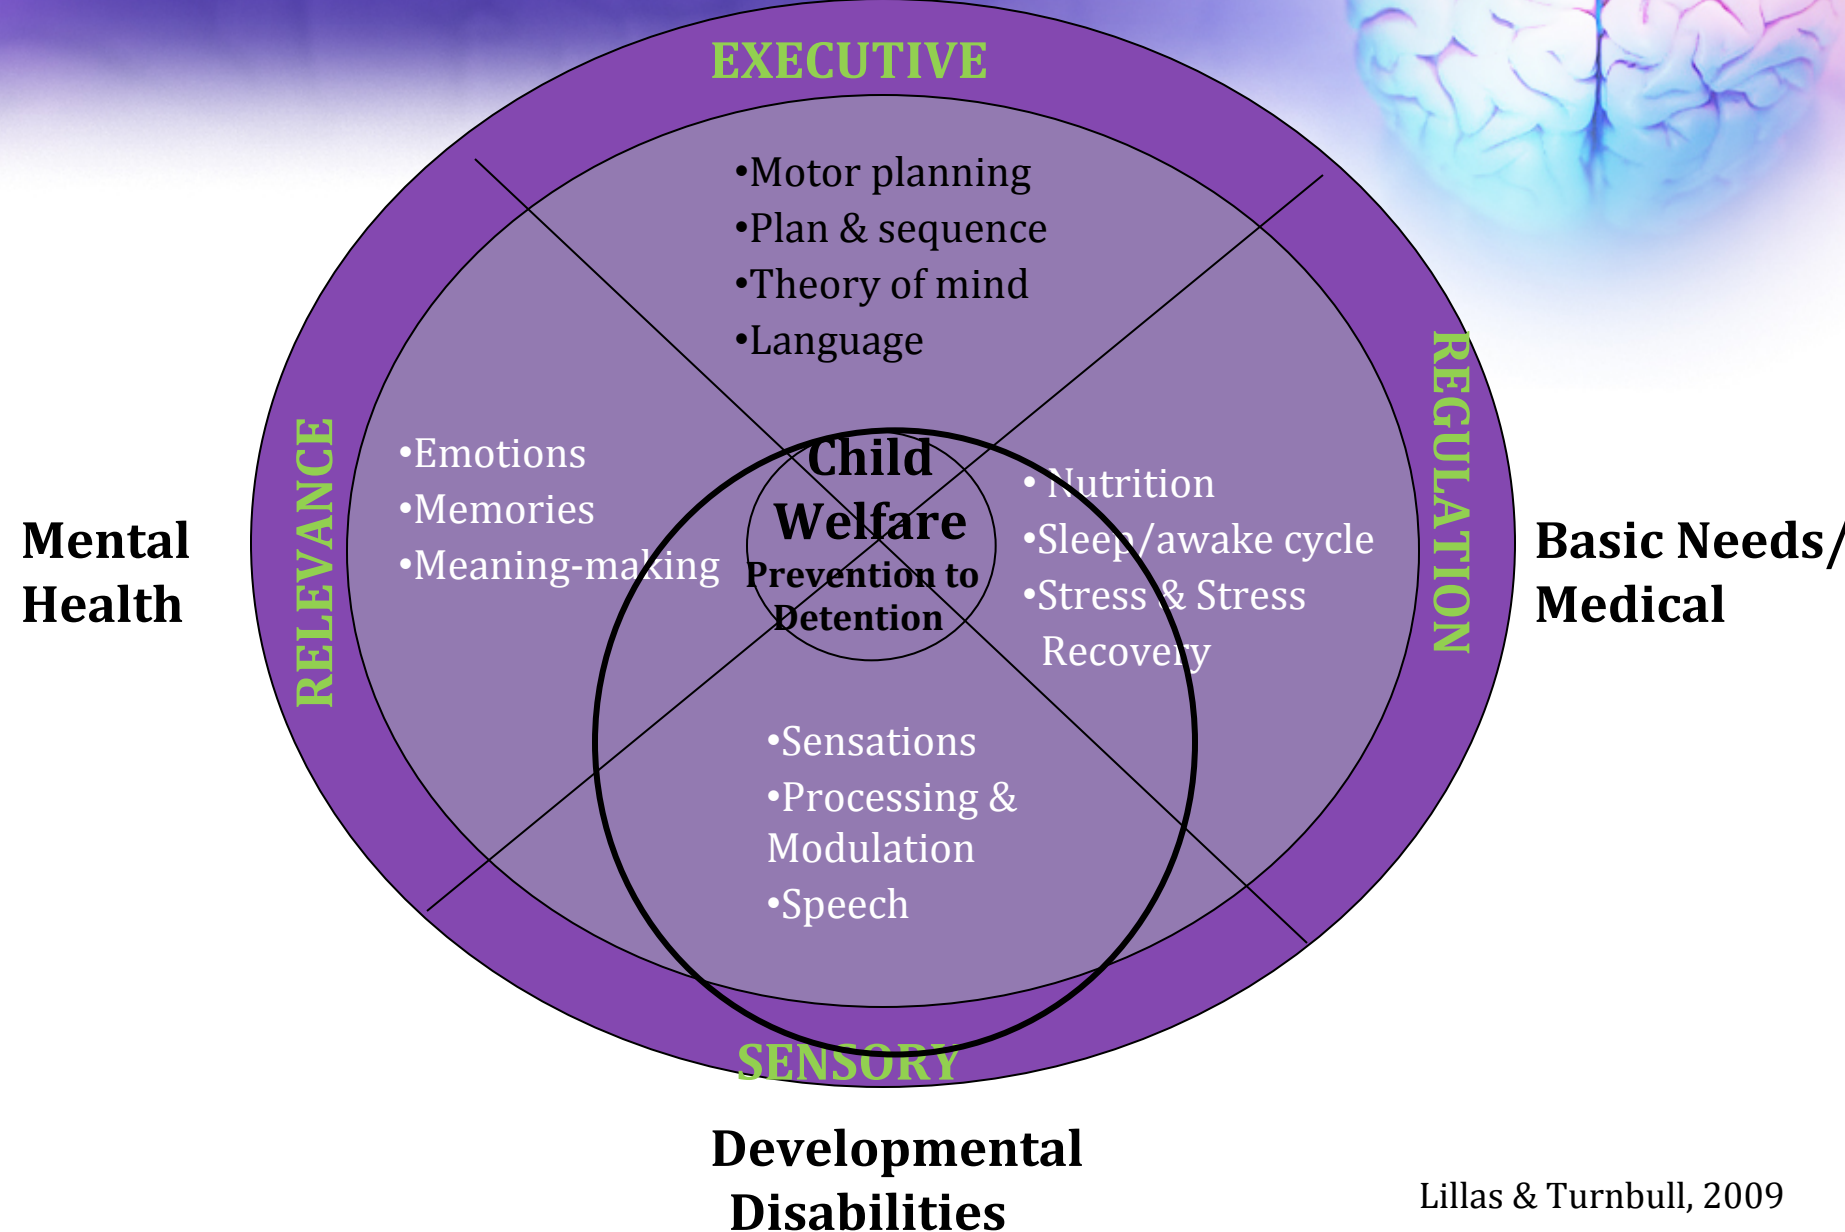 EXECUTIVE
•Motor planning
•Plan & sequence
•Theory of mind
•Language
RELEVANCE
•Emotions
•Memories
•Meaning-making
Mental
Health
Child
Welfare
Prevention to
Detention
REGULATION
• Nutrition
•Sleep/awake cycle
•Stress & Stress
Recovery
Basic Needs/
Medical
•Sensations
•Processing &
Modulation
•Speech
SENSORY
Developmental
Disabilities
Lillas & Turnbull, 2009